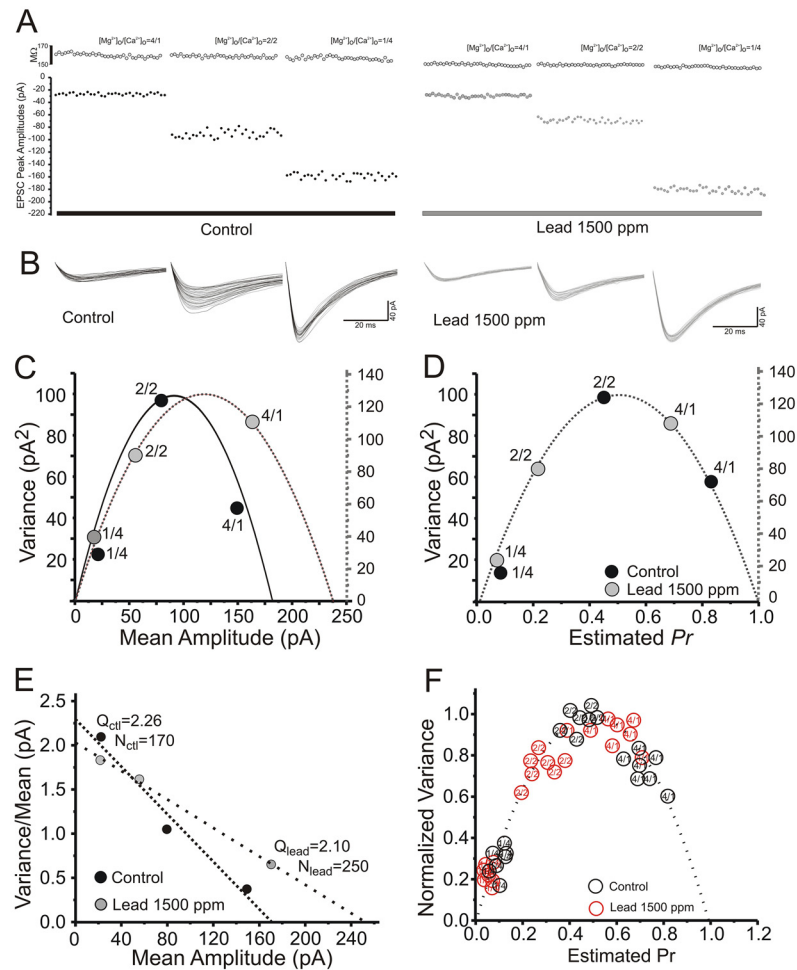 A
[Mg²⁺]o/[Ca²⁺]o=4/1 [Mg²⁺]o/[Ca²⁺]o=2/2 [Mg²⁺]o/[Ca²⁺]o=1/4
[Mg²⁺]o/[Ca²⁺]o=4/1 [Mg²⁺]o/[Ca²⁺]o=2/2 [Mg²⁺]o/[Ca²⁺]o=1/4
MΩ
170
150
EPSC Peak Amplitudes (pA)
0
-20
-40
-60
-80
-100
-120
-140
-160
-180
-200
-220
Control
Lead 1500 ppm
B
Control
20 ms
40 pA
Lead 1500 ppm
20 ms
40 pA
C
Variance (pA²)
100
80
60
40
20
140
120
100
80
60
40
20
0
2/2
4/1
2/2
1/4
1/4
4/1
0 50 100 150 200 250
Mean Amplitude (pA)
D
Variance (pA²)
100
80
60
40
20
140
120
100
80
60
40
20
0
2/2
4/1
2/2
4/1
1/4
1/4
Control
Lead 1500 ppm
0.0 0.2 0.4 0.6 0.8 1.0
Estimated Pr
E
Variance/Mean (pA)
2.5
2.0
1.5
1.0
0.5
0.0
Qctl=2.26
Nctl=170
Qlead=2.10
Nlead=250
Control
Lead 1500 ppm
0 40 80 120 160 200 240
Mean Amplitude (pA)
F
Normalized Variance
1.0
0.8
0.6
0.4
0.2
0.0
2/2
2/2
4/1
4/1
1/4
Control
Lead 1500 ppm
0.0 0.2 0.4 0.6 0.8 1.0 1.2
Estimated Pr